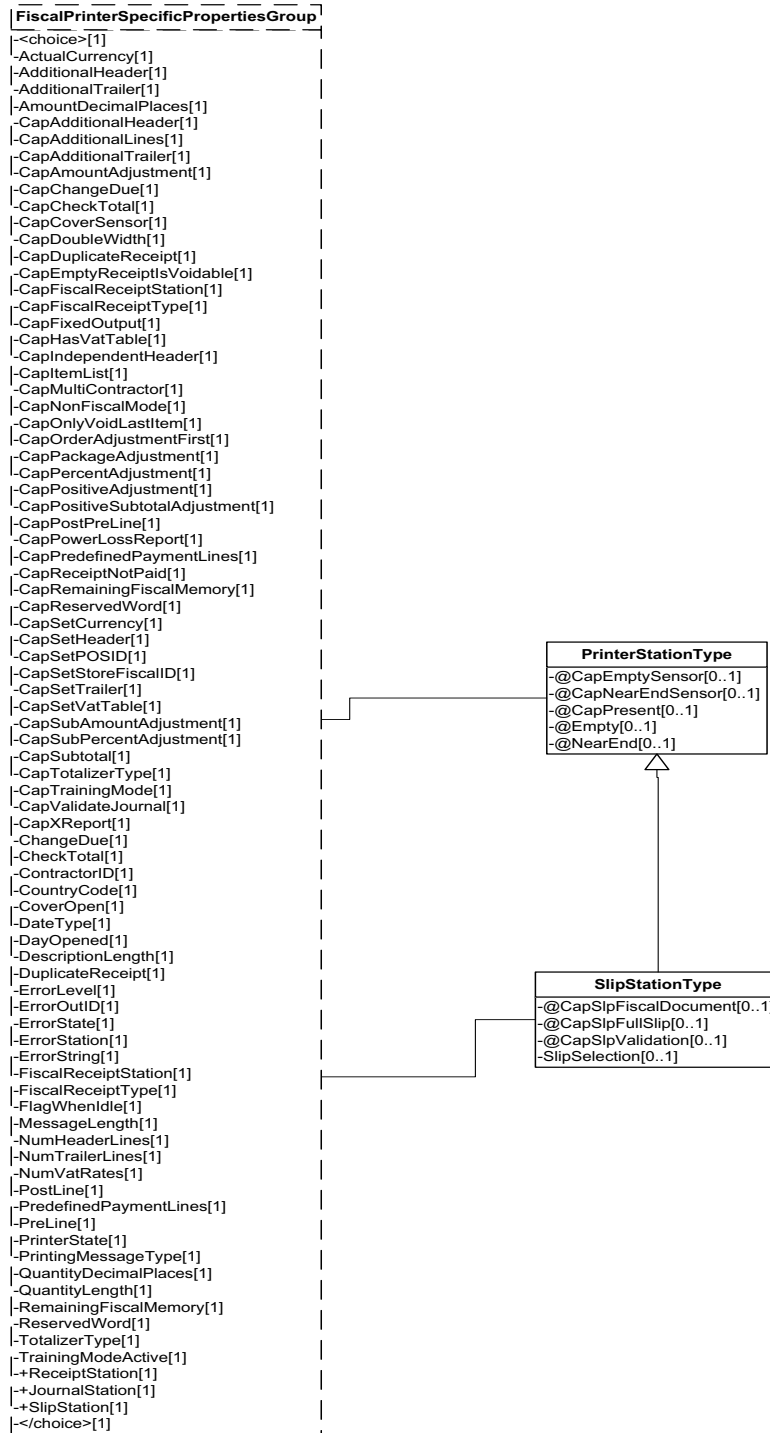 FiscalPrinterSpecificPropertiesGroup
-<choice>[1]
-ActualCurrency[1]
-AdditionalHeader[1]
-AdditionalTrailer[1]
-AmountDecimalPlaces[1]
-CapAdditionalHeader[1]
-CapAdditionalLines[1]
-CapAdditionalTrailer[1]
-CapAmountAdjustment[1]
-CapChangeDue[1]
-CapCheckTotal[1]
-CapCoverSensor[1]
-CapDoubleWidth[1]
-CapDuplicateReceipt[1]
-CapEmptyReceiptIsVoidable[1]
-CapFiscalReceiptStation[1]
-CapFiscalReceiptType[1]
-CapFixedOutput[1]
-CapHasVatTable[1]
-CapIndependentHeader[1]
-CapItemList[1]
-CapMultiContractor[1]
-CapNonFiscalMode[1]
-CapOnlyVoidLastItem[1]
-CapOrderAdjustmentFirst[1]
-CapPackageAdjustment[1]
-CapPercentAdjustment[1]
-CapPositiveAdjustment[1]
-CapPositiveSubtotalAdjustment[1]
-CapPostPreLine[1]
-CapPowerLossReport[1]
-CapPredefinedPaymentLines[1]
-CapReceiptNotPaid[1]
-CapRemainingFiscalMemory[1]
-CapReservedWord[1]
-CapSetCurrency[1]
-CapSetHeader[1]
-CapSetPOSID[1]
-CapSetStoreFiscalID[1]
-CapSetTrailer[1]
-CapSetVatTable[1]
-CapSubAmountAdjustment[1]
-CapSubPercentAdjustment[1]
-CapSubtotal[1]
-CapTotalizerType[1]
-CapTrainingMode[1]
-CapValidateJournal[1]
-CapXReport[1]
-ChangeDue[1]
-CheckTotal[1]
-ContractorID[1]
-CountryCode[1]
-CoverOpen[1]
-DateType[1]
-DayOpened[1]
-DescriptionLength[1]
-DuplicateReceipt[1]
-ErrorLevel[1]
-ErrorOutID[1]
-ErrorState[1]
-ErrorStation[1]
-ErrorString[1]
-FiscalReceiptStation[1]
-FiscalReceiptType[1]
-FlagWhenIdle[1]
-MessageLength[1]
-NumHeaderLines[1]
-NumTrailerLines[1]
-NumVatRates[1]
-PostLine[1]
-PredefinedPaymentLines[1]
-PreLine[1]
-PrinterState[1]
-PrintingMessageType[1]
-QuantityDecimalPlaces[1]
-QuantityLength[1]
-RemainingFiscalMemory[1]
-ReservedWord[1]
-TotalizerType[1]
-TrainingModeActive[1]
-+ReceiptStation[1]
-+JournalStation[1]
-+SlipStation[1]
-</choice>[1]
PrinterStationType
-@CapEmptySensor[0..1]
-@CapNearEndSensor[0..1]
-@CapPresent[0..1]
-@Empty[0..1]
-@NearEnd[0..1]
SlipStationType
-@CapSlpFiscalDocument[0..1]
-@CapSlpFullSlip[0..1]
-@CapSlpValidation[0..1]
-SlipSelection[0..1]